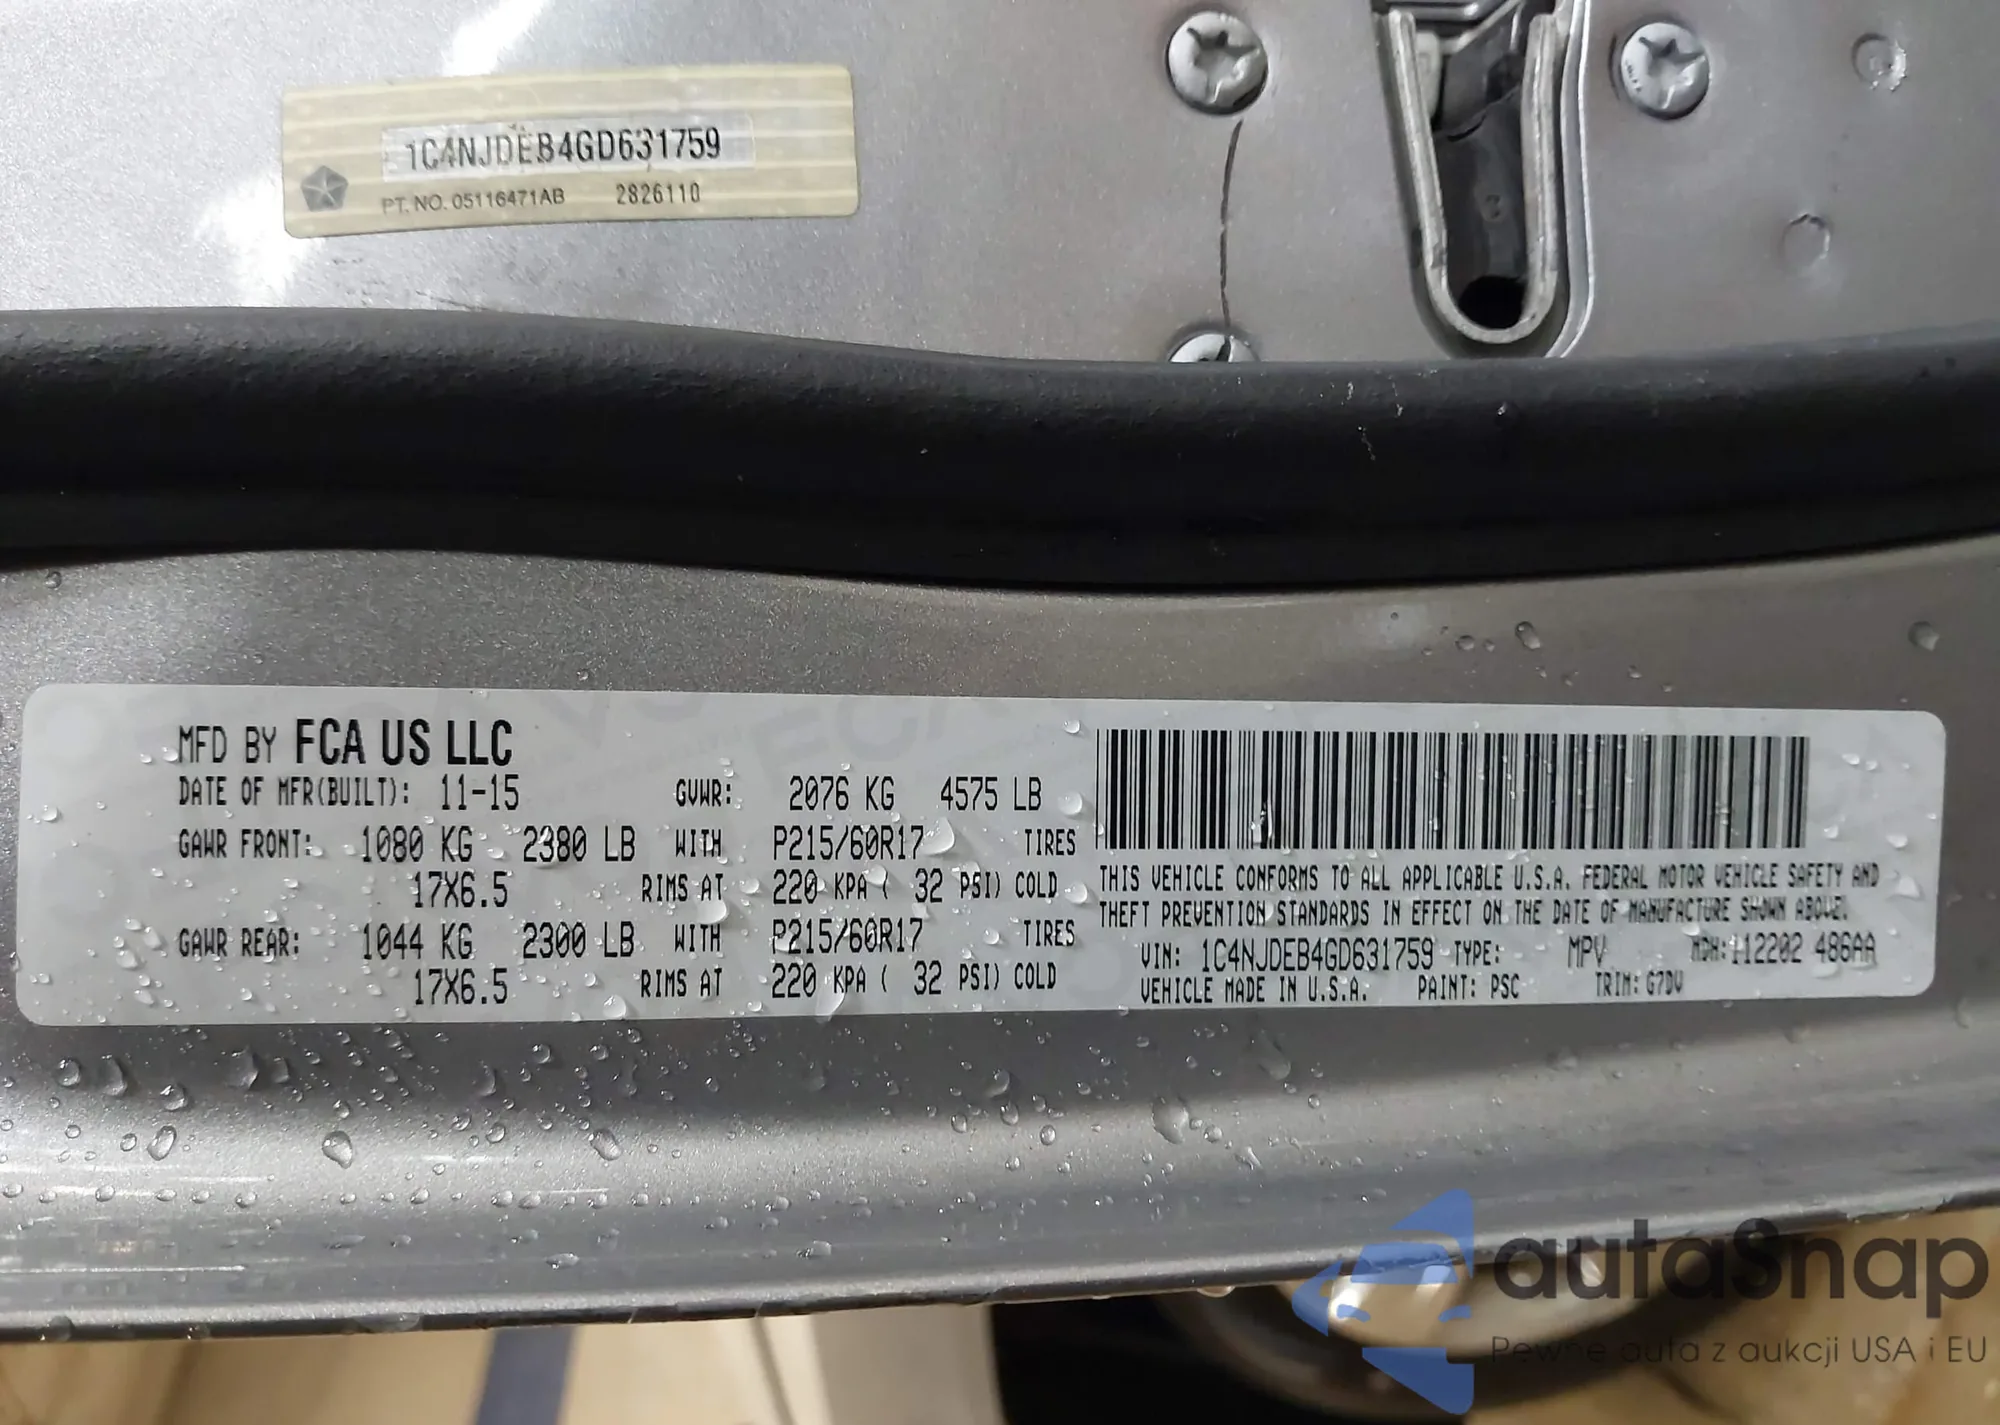 1C4NJDEB4GD631759
PT. NO. 05116471AB 2826110
MFD BY FCA US LLC
DATE OF MFR(BUILT): 11-15 GVWR: 2076 KG 4575 LB
GAWR FRONT: 1080 KG 2380 LB WITH P215/60R17 TIRES
17X6.5 RIMS AT 220 KPA ( 32 PSI) COLD
GAWR REAR: 1044 KG 2300 LB WITH P215/60R17 TIRES
17X6.5 RIMS AT 220 KPA ( 32 PSI) COLD
THIS VEHICLE CONFORMS TO ALL APPLICABLE U.S.A. FEDERAL MOTOR VEHICLE SAFETY AND
THEFT PREVENTION STANDARDS IN EFFECT ON THE DATE OF MANUFACTURE SHOWN ABOVE.
VIN: 1C4NJDEB4GD631759 TYPE: MPV MDH: 112202 486AA
VEHICLE MADE IN U.S.A. PAINT: PSC TRIM: G7DV
autaSnap
Pewne auta z aukcji USA i EU